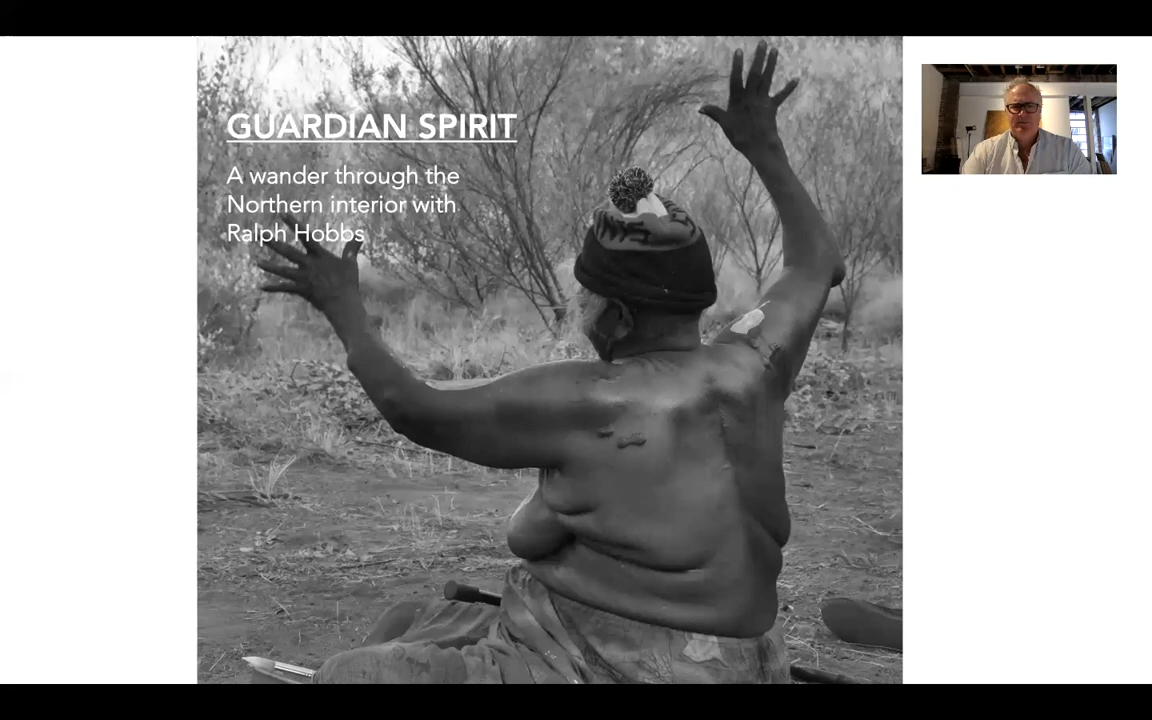 GUARDIAN SPIRIT
A wander through the
Northern interior with
Ralph Hobbs